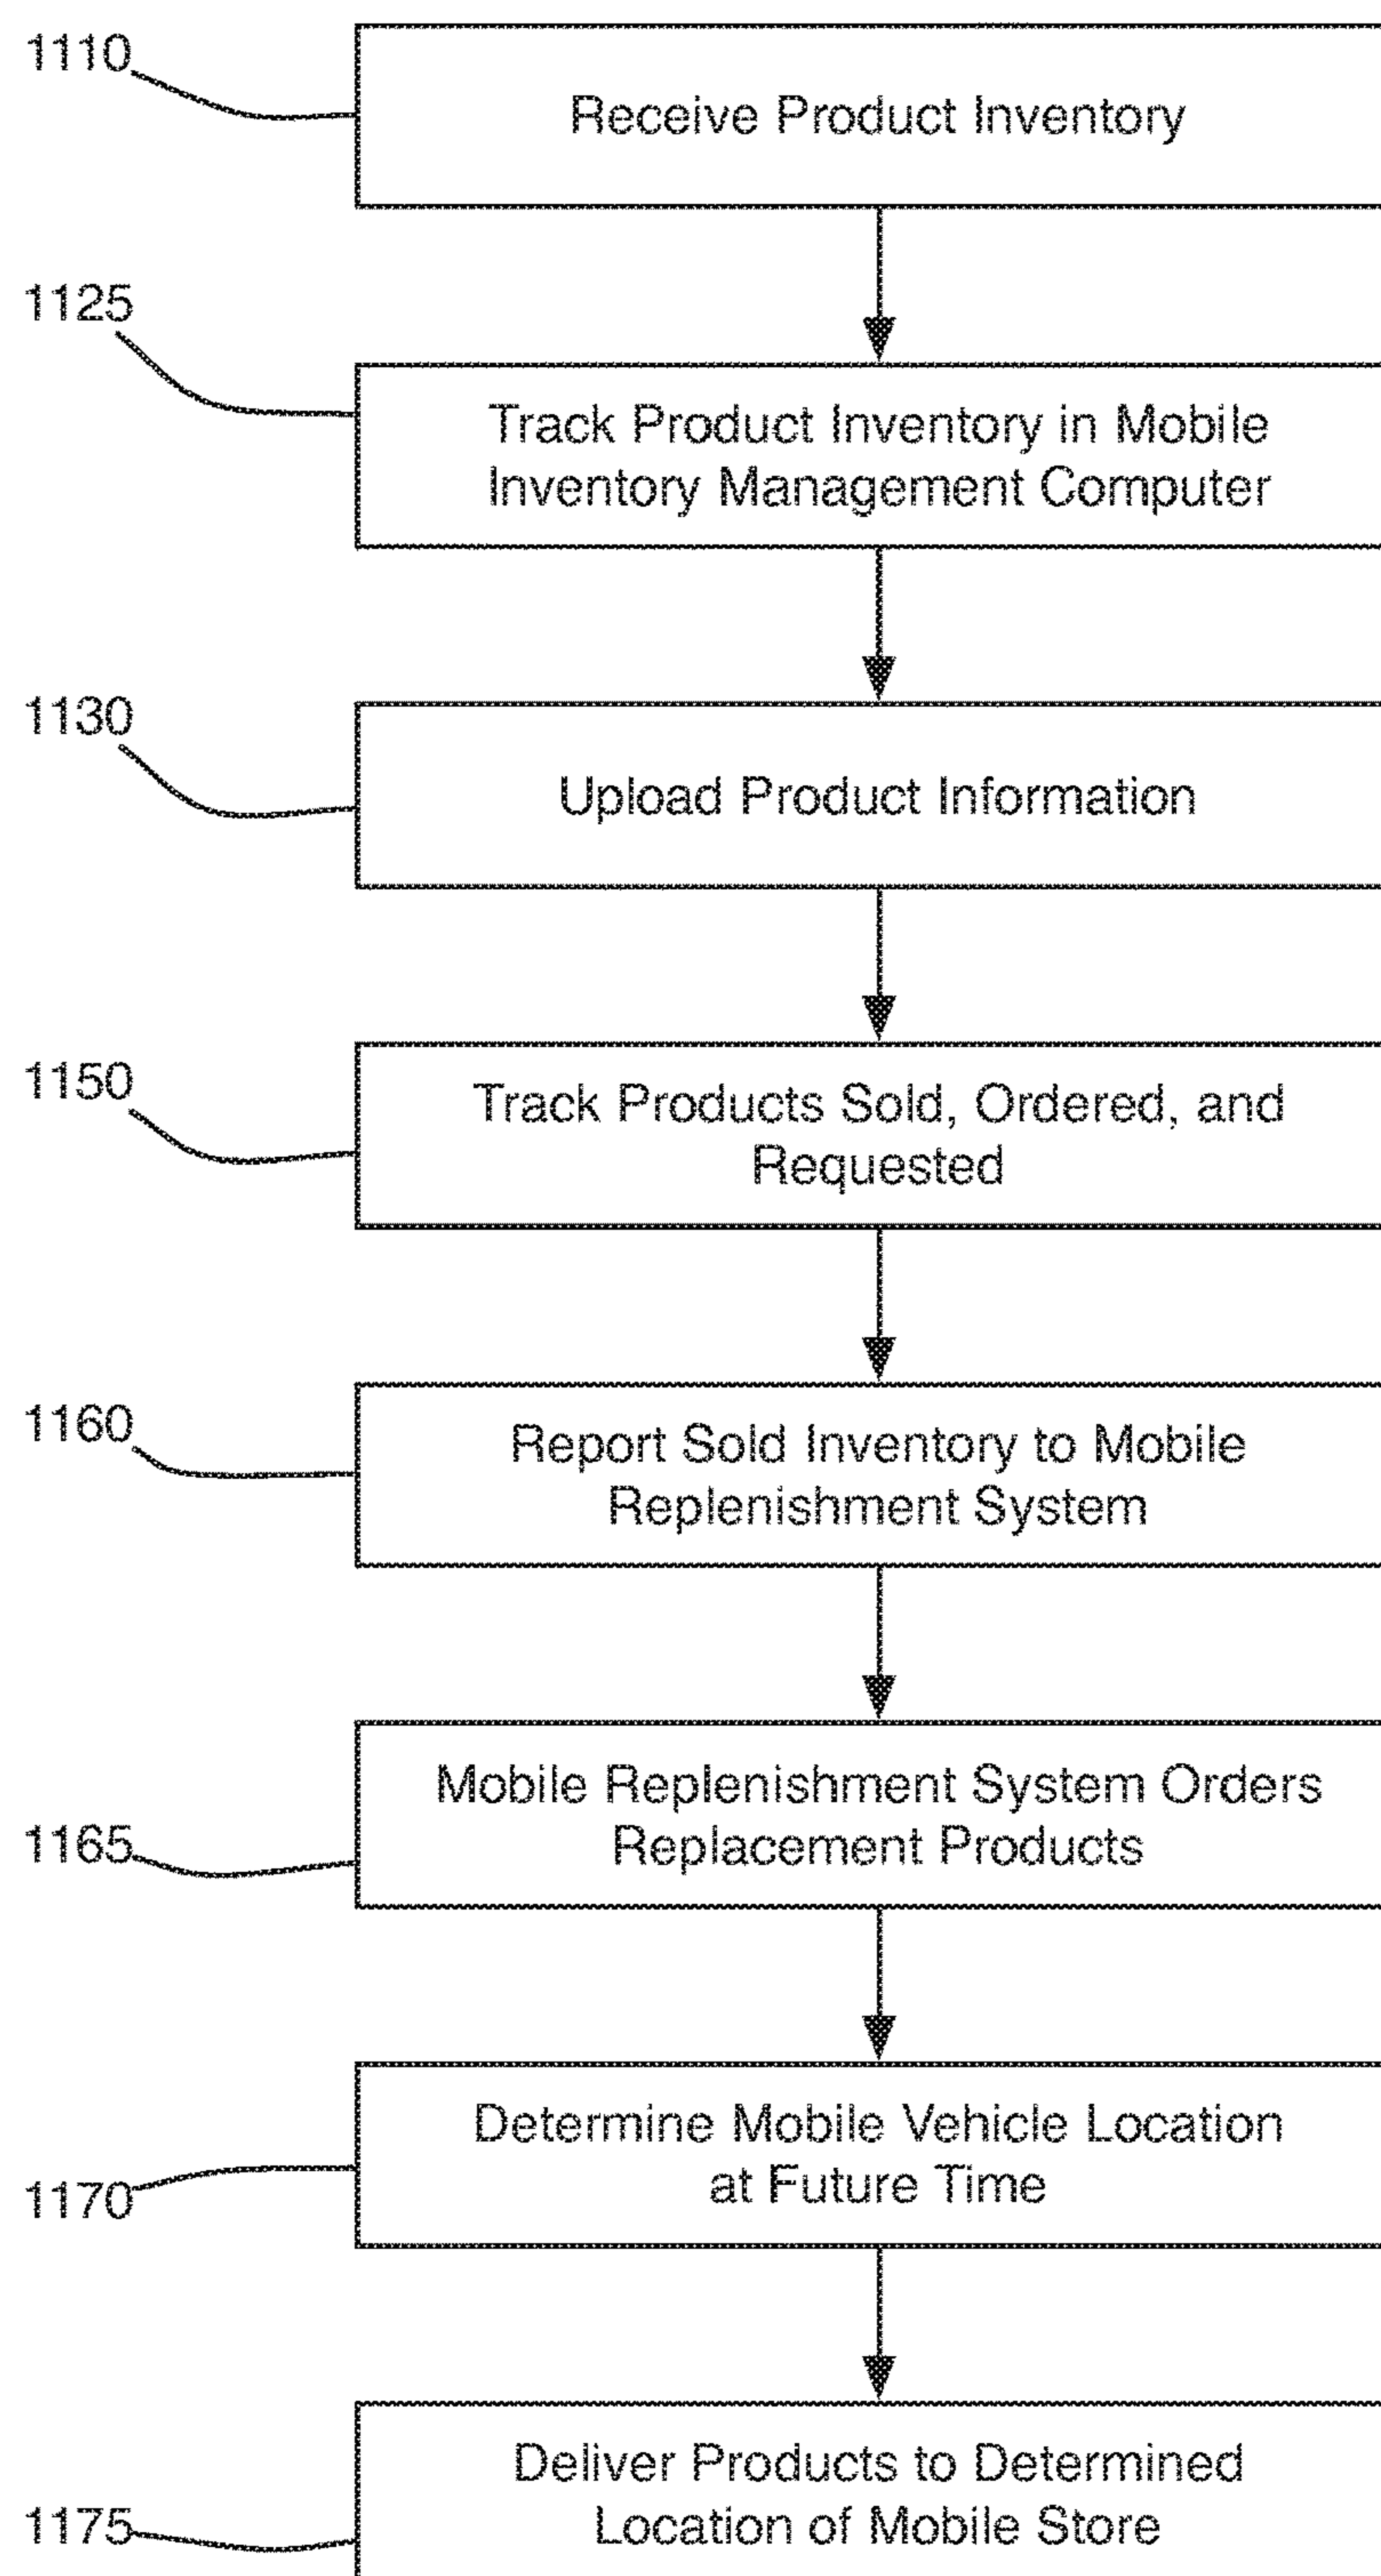 1110
Receive Product Inventory
1125
Track Product Inventory in Mobile
Inventory Management Computer
1130
Upload Product Information
1150
Track Products Sold, Ordered, and
Requested
1160
Report Sold Inventory to Mobile
Replenishment System
Mobile Replenishment System Orders
Replacement Products
1165
Determine Mobile Vehicle Location
at Future Time
1170
Deliver Products to Determined
Location of Mobile Store
1175